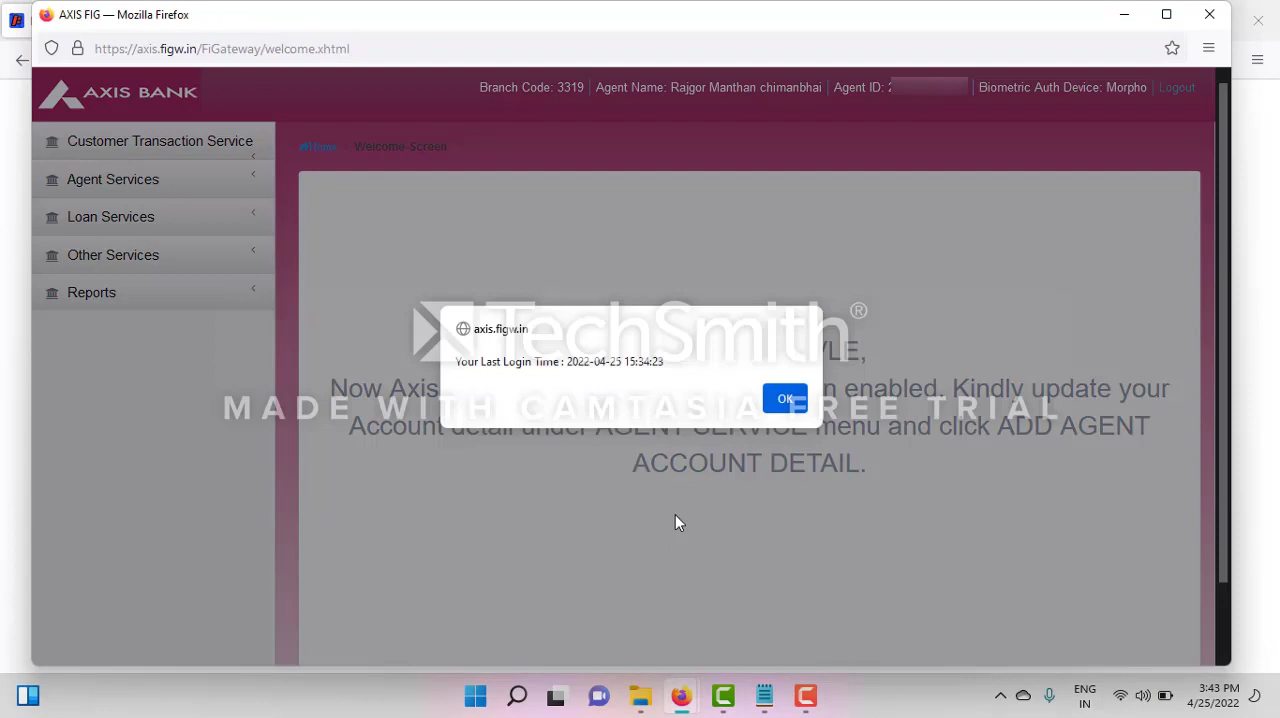 AXIS FIG — Mozilla Firefox
https://axis.figw.in/FiGateway/welcome.xhtml
AXIS BANK
Branch Code: 3319 | Agent Name: Rajgor Manthan chimanbhai | Agent ID: 2 | Biometric Auth Device: Morpho | Logout
Customer Transaction Service
Agent Services
Loan Services
Other Services
Reports
Home Welcome-Screen
axis.figw.in
Your Last Login Time : 2022-04-25 15:34:23
OK
TechSmith®
MADE WITH CAMTASIA FREE TRIAL
YLE,
Now Axis n enabled. Kindly update your
Account detail under AGENT SERVICE menu and click ADD AGENT
ACCOUNT DETAIL.
ENG
IN
3:43 PM
4/25/2022